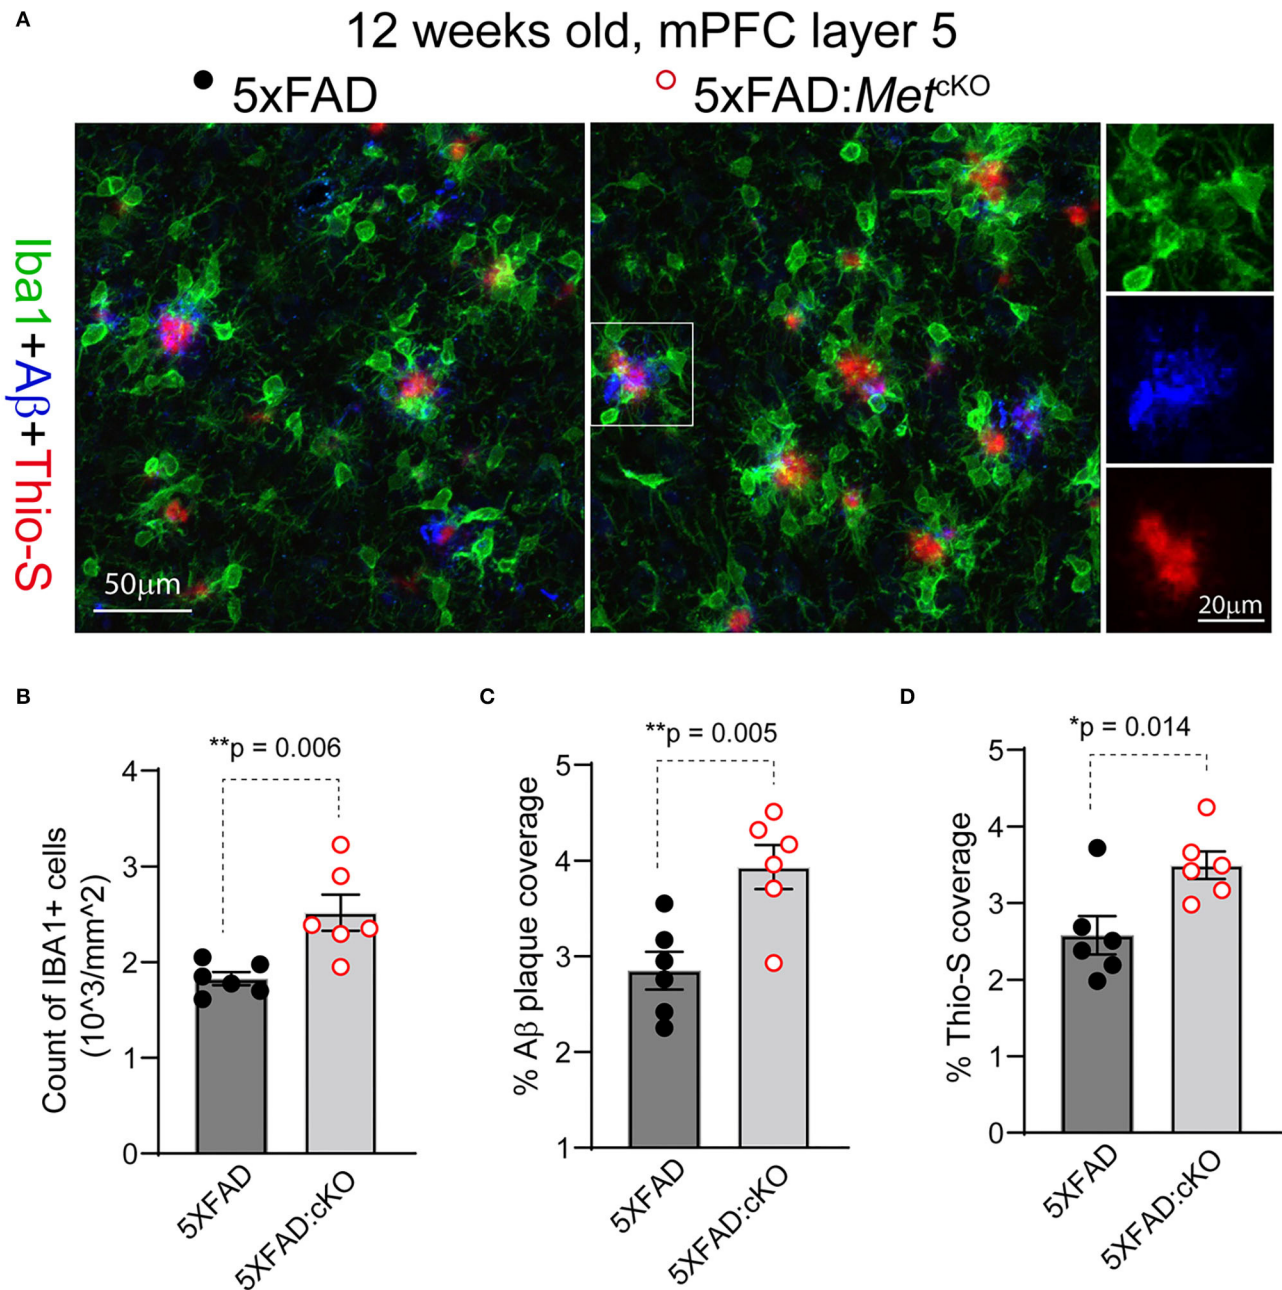 A
12 weeks old, mPFC layer 5
5xFAD
5xFAD:MetcKO
Iba1+Aβ+Thio-S
50μm
20μm
B
**p = 0.006
Count of IBA1+ cells
(10^3/mm^2)
4
3
2
1
0
5XFAD
5XFAD:cKO
C
**p = 0.005
% Aβ plaque coverage
5
4
3
2
1
5XFAD
5XFAD:cKO
D
*p = 0.014
% Thio-S coverage
5
4
3
2
1
0
5XFAD
5XFAD:cKO